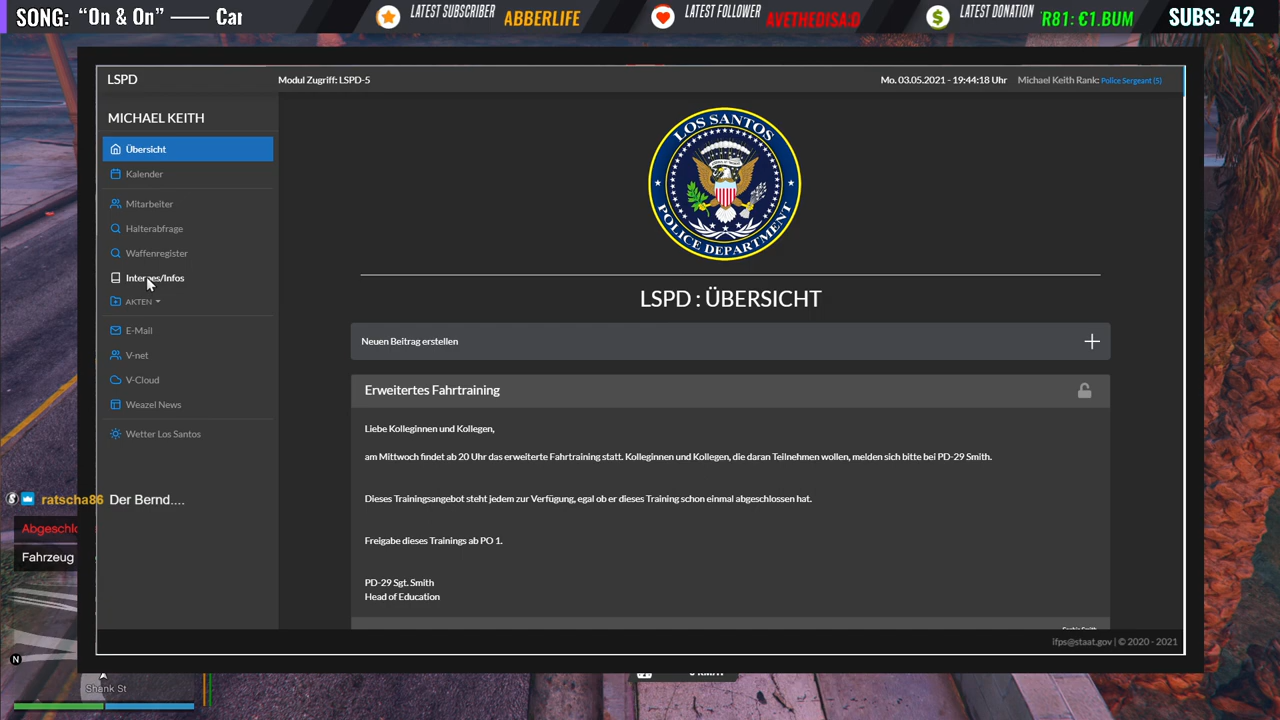 SONG: “On & On” —— Car
LATEST SUBSCRIBER
ABBERLIFE
LATEST FOLLOWER
AVETHEDISA:D
LATEST DONATION
R81: €1.BUM
SUBS: 42
LSPD
Modul Zugriff: LSPD-5
Mo. 03.05.2021 - 19:44:18 Uhr
Michael Keith Rank: Police Sergeant (5)
MICHAEL KEITH
Übersicht
Kalender
Mitarbeiter
Halterabfrage
Waffenregister
Internes/Infos
AKTEN
E-Mail
V-net
V-Cloud
Weazel News
Wetter Los Santos
LOS SANTOS
POLICE DEPARTMENT
LSPD : ÜBERSICHT
Neuen Beitrag erstellen
Erweitertes Fahrtraining
Liebe Kolleginnen und Kollegen,
am Mittwoch findet ab 20 Uhr das erweiterte Fahrtraining statt. Kolleginnen und Kollegen, die daran Teilnehmen wollen, melden sich bitte bei PD-29 Smith.
Dieses Trainingsangebot steht jedem zur Verfügung, egal ob er dieses Training schon einmal abgeschlossen hat.
Freigabe dieses Trainings ab PO 1.
PD-29 Sgt. Smith
Head of Education
lfps@staat.gov | © 2020 - 2021
ratscha86 Der Bernd....
Abgeschlo
Fahrzeug
N
Shank St